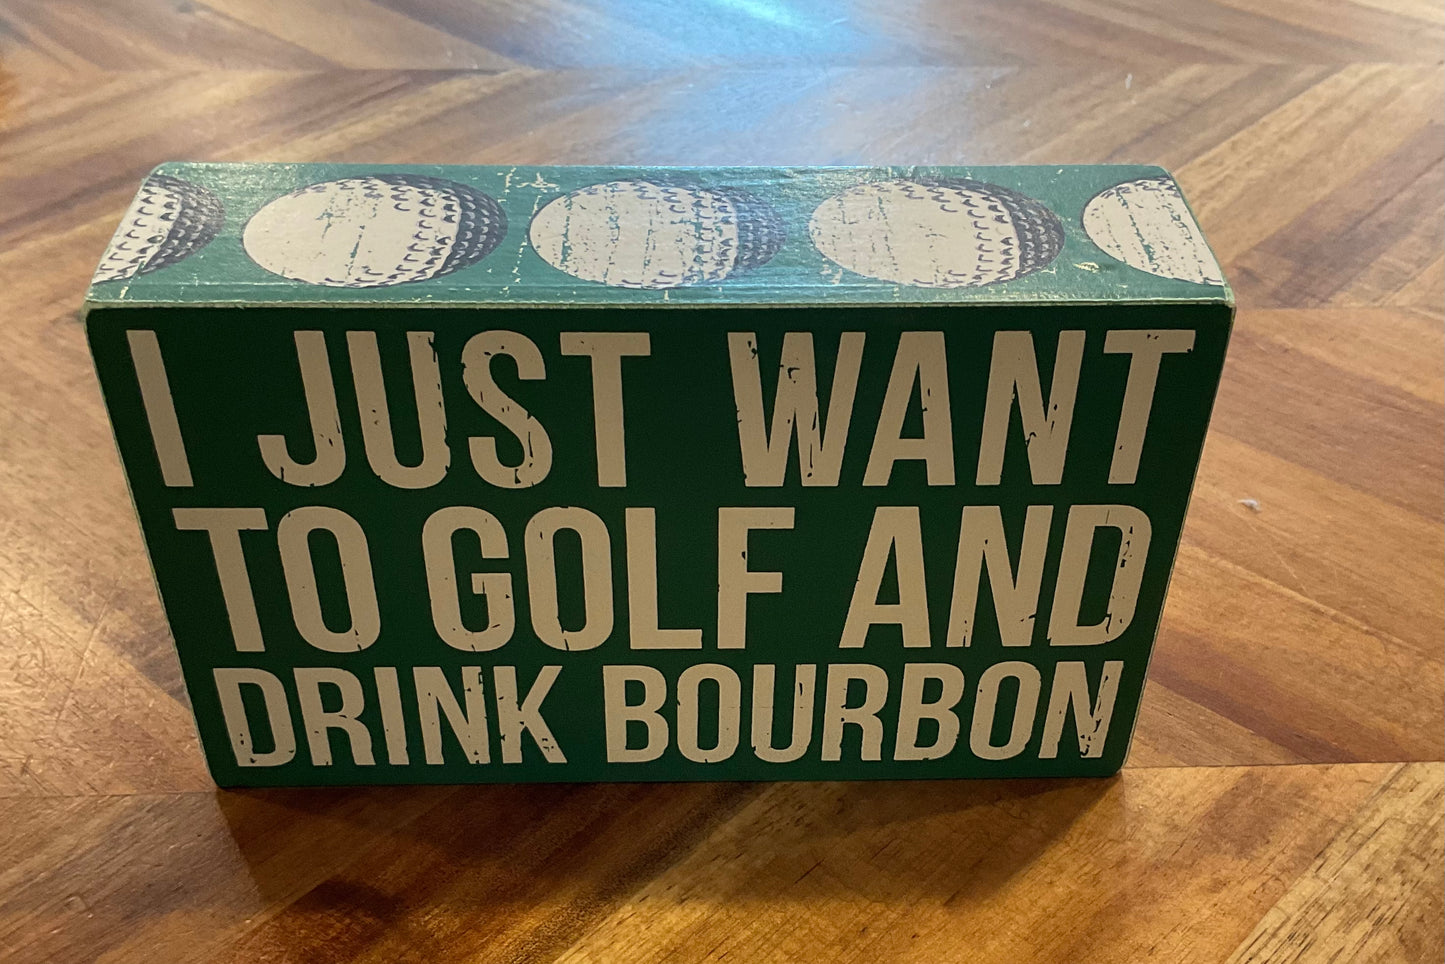 I JUST WANT
TO GOLF AND
DRINK BOURBON